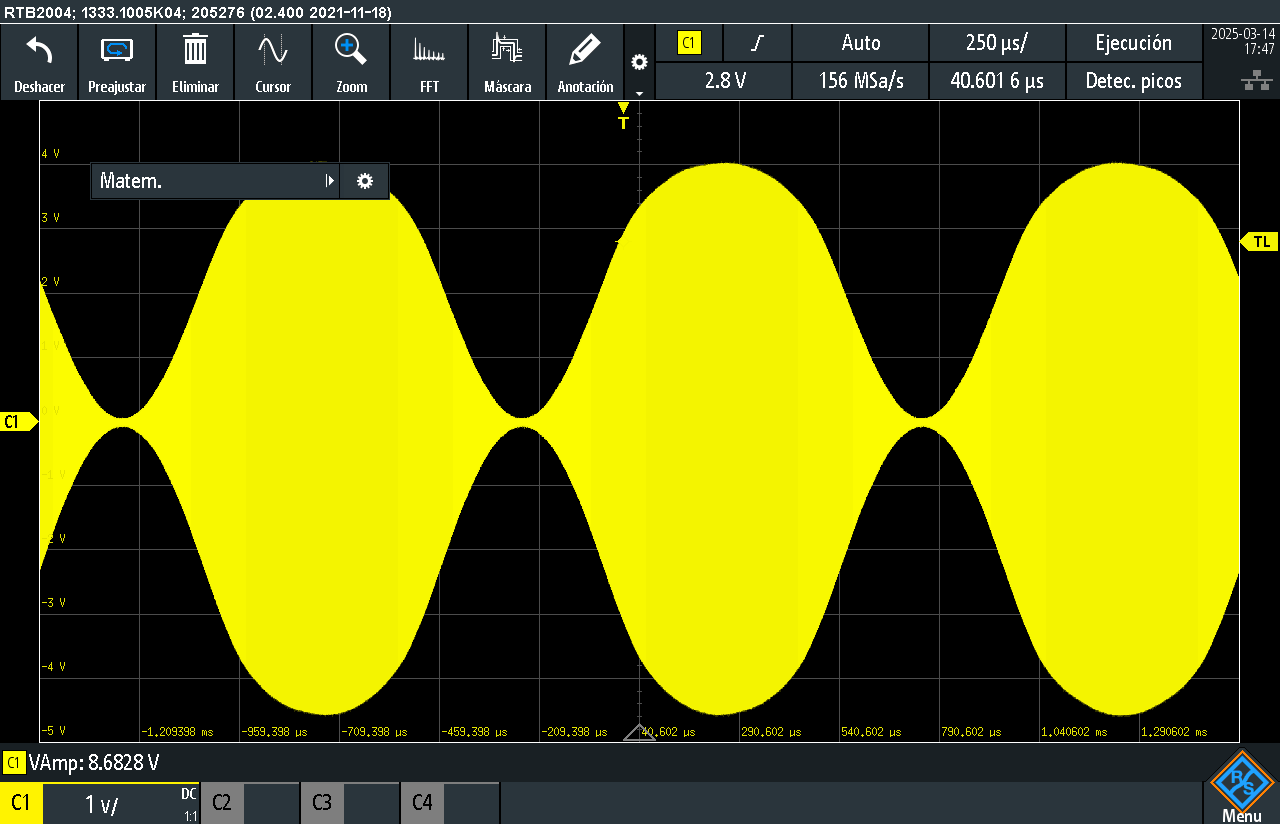 RTB2004; 1333.1005K04; 205276 (02.400 2021-11-18)
Deshacer
Preajustar
Eliminar
Cursor
Zoom
FFT
Máscara
Anotación
C1
Auto
250 µs/
Ejecución
2.8 V
156 MSa/s
40.601 6 µs
Detec. picos
2025-03-14
17:47
T
4 V
Matem.
3 V
TL
2 V
1 V
0 V
C1
-1 V
-2 V
-3 V
-4 V
-5 V
-1.209398 ms
-959.398 µs
-709.398 µs
-459.398 µs
-209.398 µs
40.602 µs
290.602 µs
540.602 µs
790.602 µs
1.040602 ms
1.290602 ms
C1 VAmp: 8.6828 V
C1
1 V/
DC
1:1
C2
C3
C4
R&S
Menu